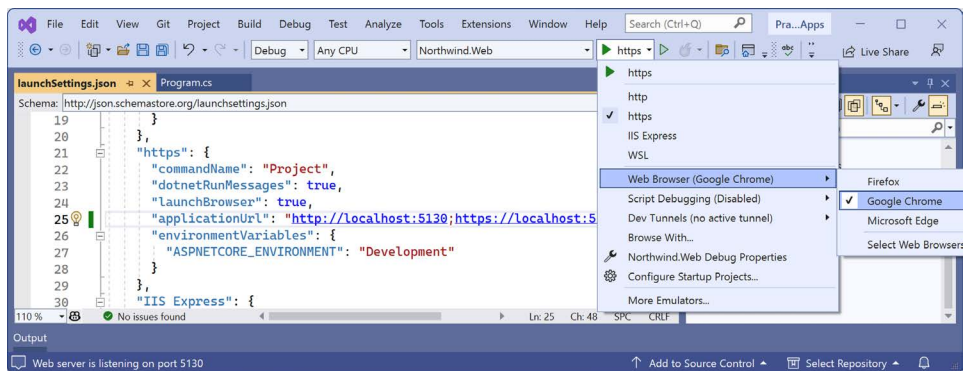 File Edit View Git Project Build Debug Test Analyze Tools Extensions Window Help Search (Ctrl+Q) Pra...Apps
Debug Any CPU Northwind.Web https abc Live Share
launchSettings.json Program.cs
Schema: http://json.schemastore.org/launchsettings.json
19 }
20 },
21 "https": {
22 "commandName": "Project",
23 "dotnetRunMessages": true,
24 "launchBrowser": true,
25 "applicationUrl": "http://localhost:5130;https://localhost:5
26 "environmentVariables": {
27 "ASPNETCORE_ENVIRONMENT": "Development"
28 }
29 },
30 "IIS Express": {
https
http
https
IIS Express
WSL
Web Browser (Google Chrome)
Script Debugging (Disabled)
Dev Tunnels (no active tunnel)
Browse With...
Northwind.Web Debug Properties
Configure Startup Projects...
More Emulators...
Firefox
Google Chrome
Microsoft Edge
Select Web Browsers
110 % No issues found Ln: 25 Ch: 48 SPC CRLF
Output
Web server is listening on port 5130 Add to Source Control Select Repository